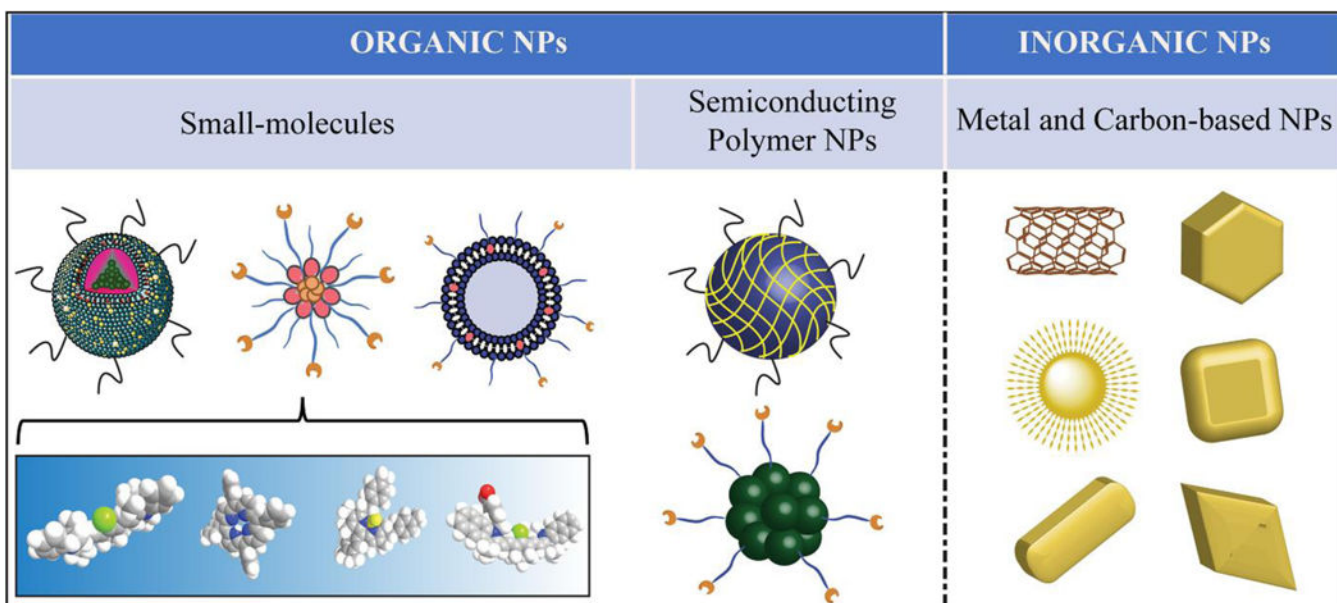 ORGANIC NPs
INORGANIC NPs
Small-molecules
Semiconducting
Polymer NPs
Metal and Carbon-based NPs